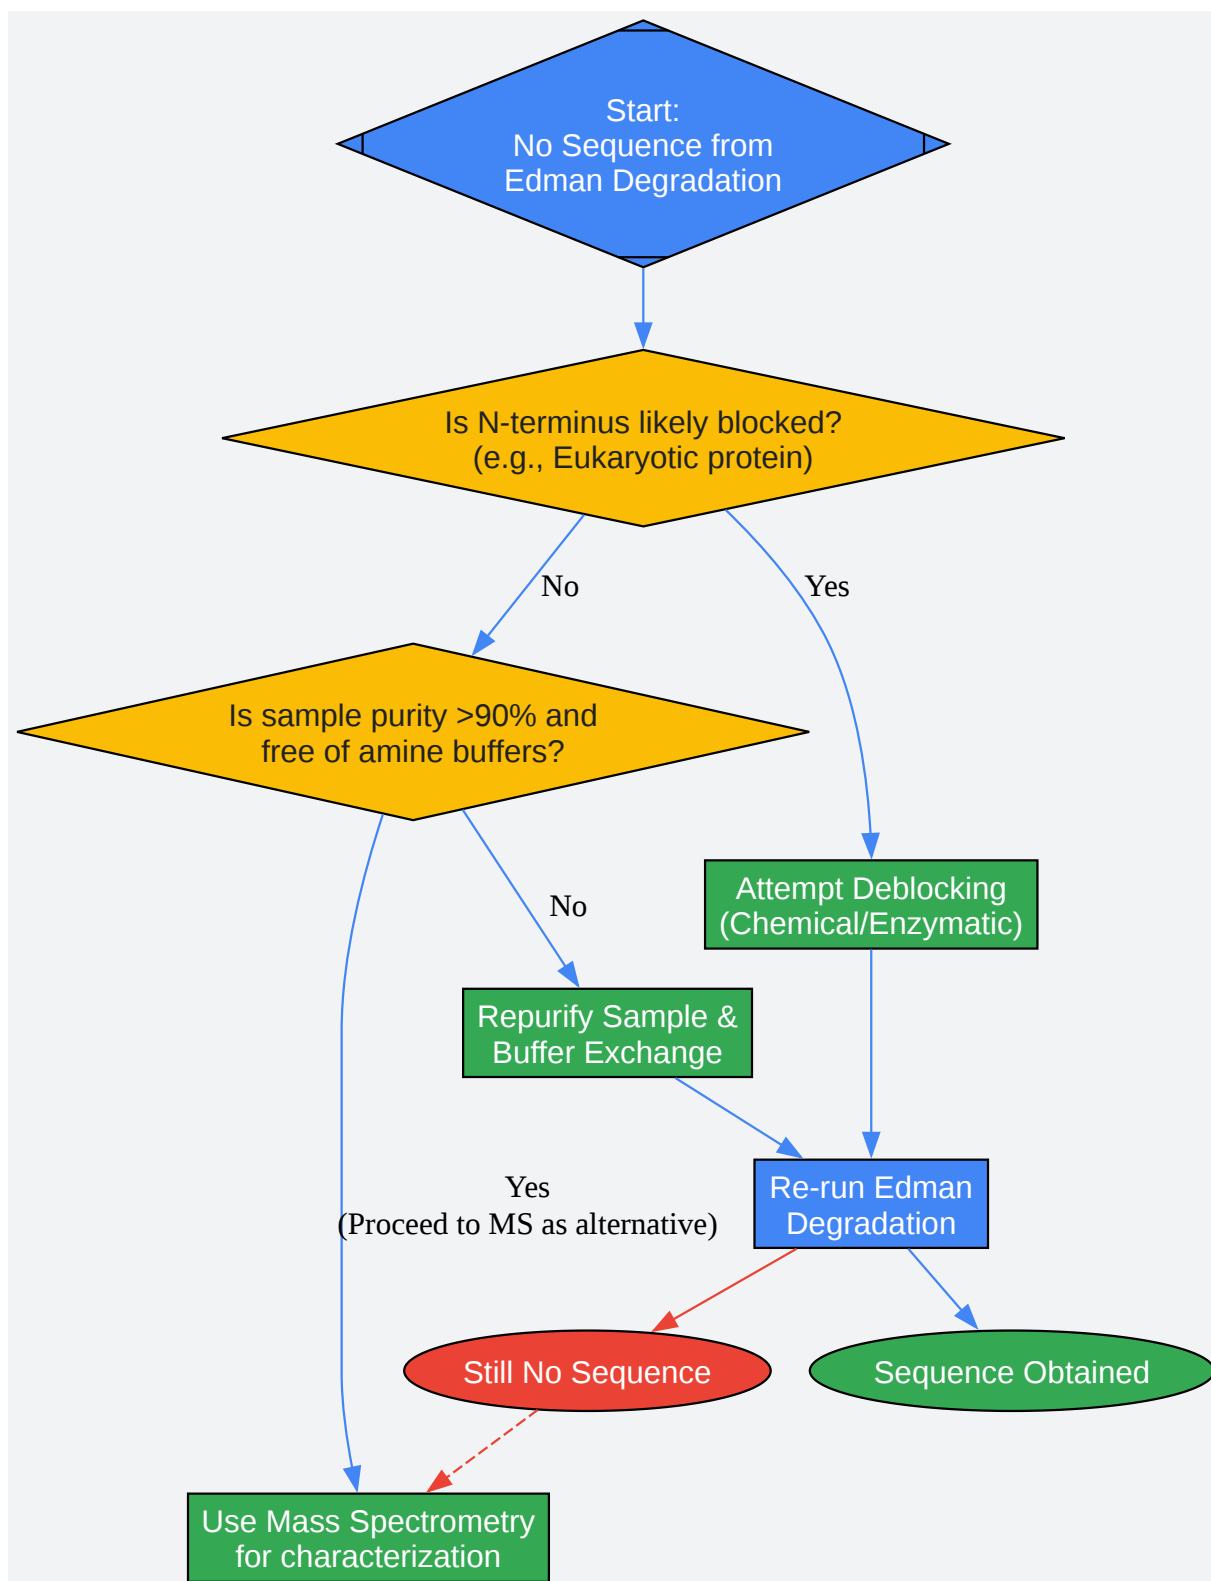 Start:
No Sequence from
Edman Degradation
Is N-terminus likely blocked?
(e.g., Eukaryotic protein)
No
Yes
Is sample purity >90% and
free of amine buffers?
Attempt Deblocking
(Chemical/Enzymatic)
No
Repurify Sample &
Buffer Exchange
Yes
(Proceed to MS as alternative)
Re-run Edman
Degradation
Still No Sequence
Sequence Obtained
Use Mass Spectrometry
for characterization